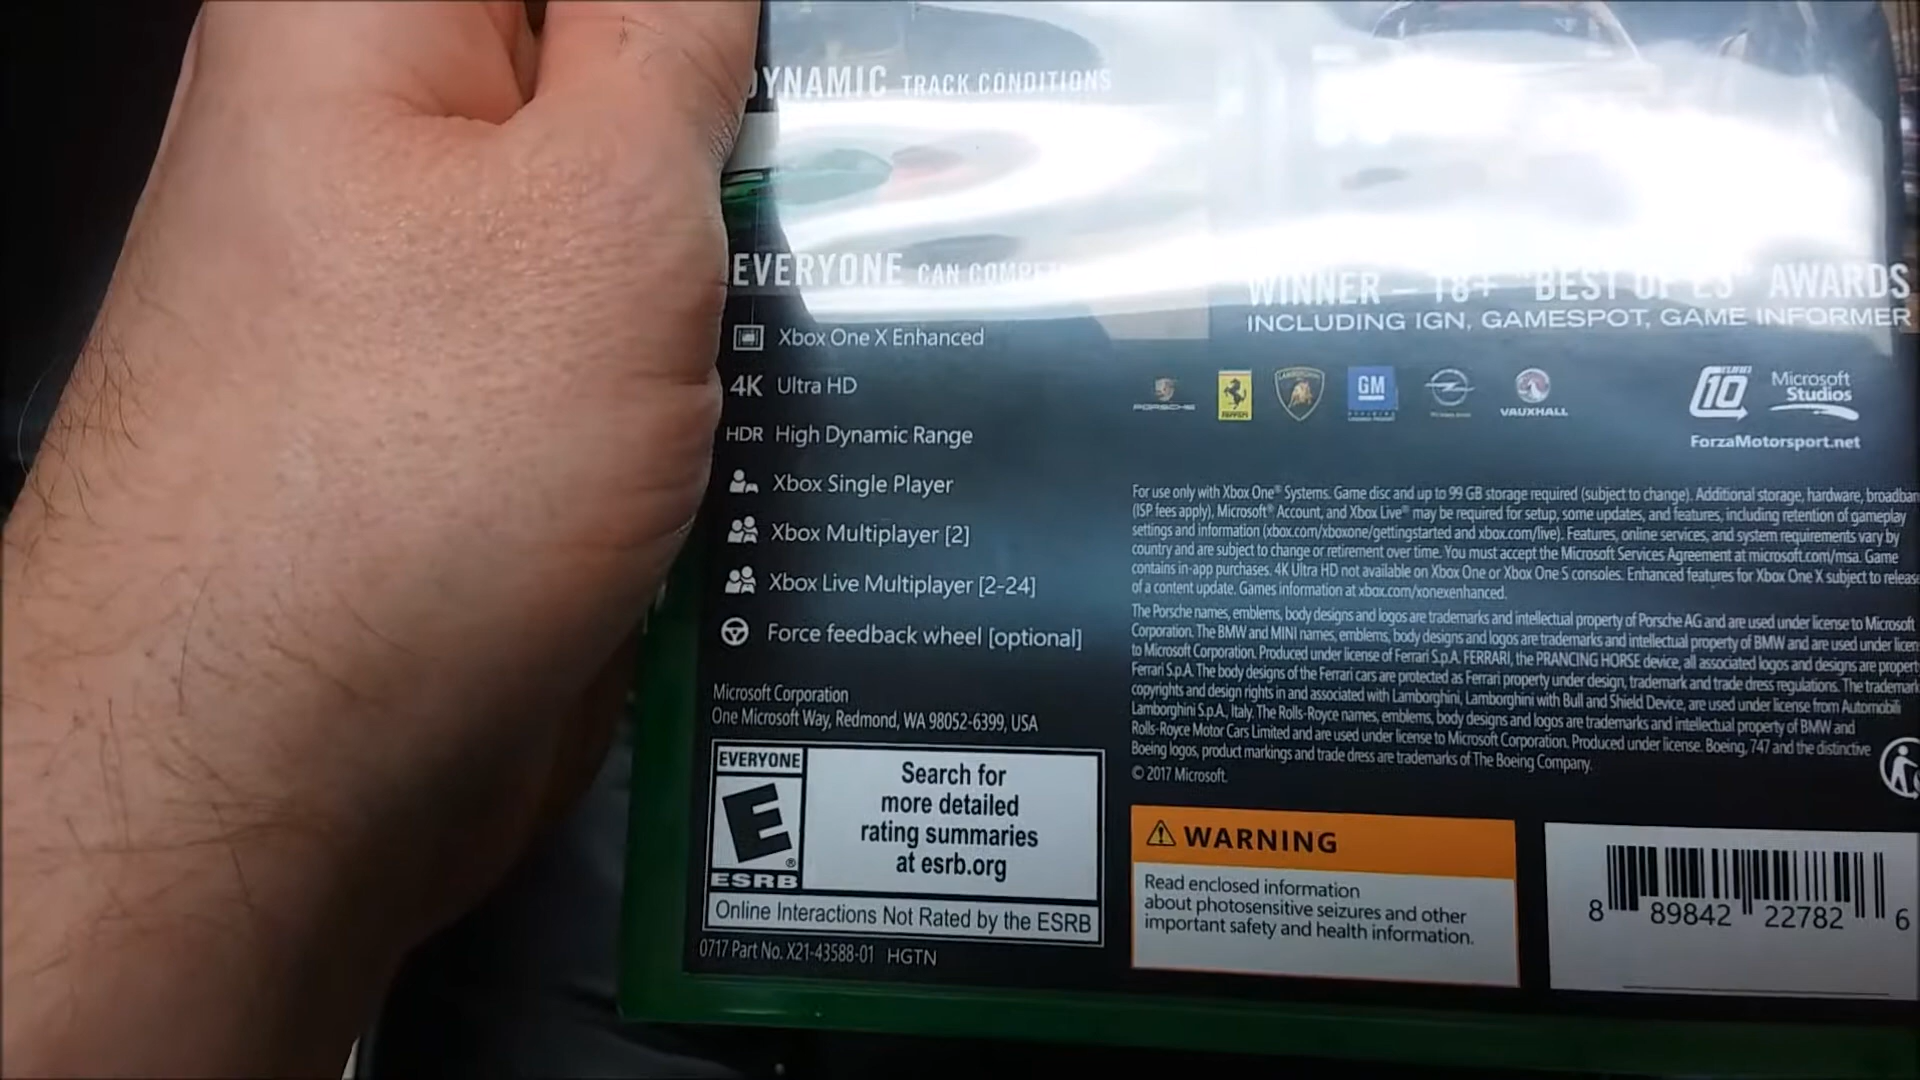 DYNAMIC TRACK CONDITIONS
EVERYONE CAN COMPETE
Xbox One X Enhanced
4K Ultra HD
HDR High Dynamic Range
Xbox Single Player
Xbox Multiplayer [2]
Xbox Live Multiplayer [2-24]
Force feedback wheel [optional]
Microsoft Corporation
One Microsoft Way, Redmond, WA 98052-6399, USA
EVERYONE
E
ESRB
Search for
more detailed
rating summaries
at esrb.org
Online Interactions Not Rated by the ESRB
0717 Part No. X21-43588-01 HGTN
WINNER – 18+ "BEST OF E3" AWARDS
INCLUDING IGN, GAMESPOT, GAME INFORMER
PORSCHE
GM
VAUXHALL
10
Microsoft
Studios
ForzaMotorsport.net
For use only with Xbox One® Systems. Game disc and up to 99 GB storage required (subject to change). Additional storage, hardware, broadban
(ISP fees apply), Microsoft® Account, and Xbox Live® may be required for setup, some updates, and features, including retention of gameplay
settings and information (xbox.com/xboxone/gettingstarted and xbox.com/live). Features, online services, and system requirements vary by
country and are subject to change or retirement over time. You must accept the Microsoft Services Agreement at microsoft.com/msa. Game
contains in-app purchases. 4K Ultra HD not available on Xbox One or Xbox One S consoles. Enhanced features for Xbox One X subject to release
of a content update. Games information at xbox.com/xonexenhanced.
The Porsche names, emblems, body designs and logos are trademarks and intellectual property of Porsche AG and are used under license to Microsoft
Corporation. The BMW and MINI names, emblems, body designs and logos are trademarks and intellectual property of BMW and are used under licen
to Microsoft Corporation. Produced under license of Ferrari S.p.A. FERRARI, the PRANCING HORSE device, all associated logos and designs are propert
Ferrari S.p.A. The body designs of the Ferrari cars are protected as Ferrari property under design, trademark and trade dress regulations. The trademark
copyrights and design rights in and associated with Lamborghini, Lamborghini with Bull and Shield Device, are used under license from Automobili
Lamborghini S.p.A., Italy. The Rolls-Royce names, emblems, body designs and logos are trademarks and intellectual property of BMW and
Rolls-Royce Motor Cars Limited and are used under license to Microsoft Corporation. Produced under license. Boeing, 747 and the distinctive
Boeing logos, product markings and trade dress are trademarks of The Boeing Company.
© 2017 Microsoft.
WARNING
Read enclosed information
about photosensitive seizures and other
important safety and health information.
8 89842 22782 6